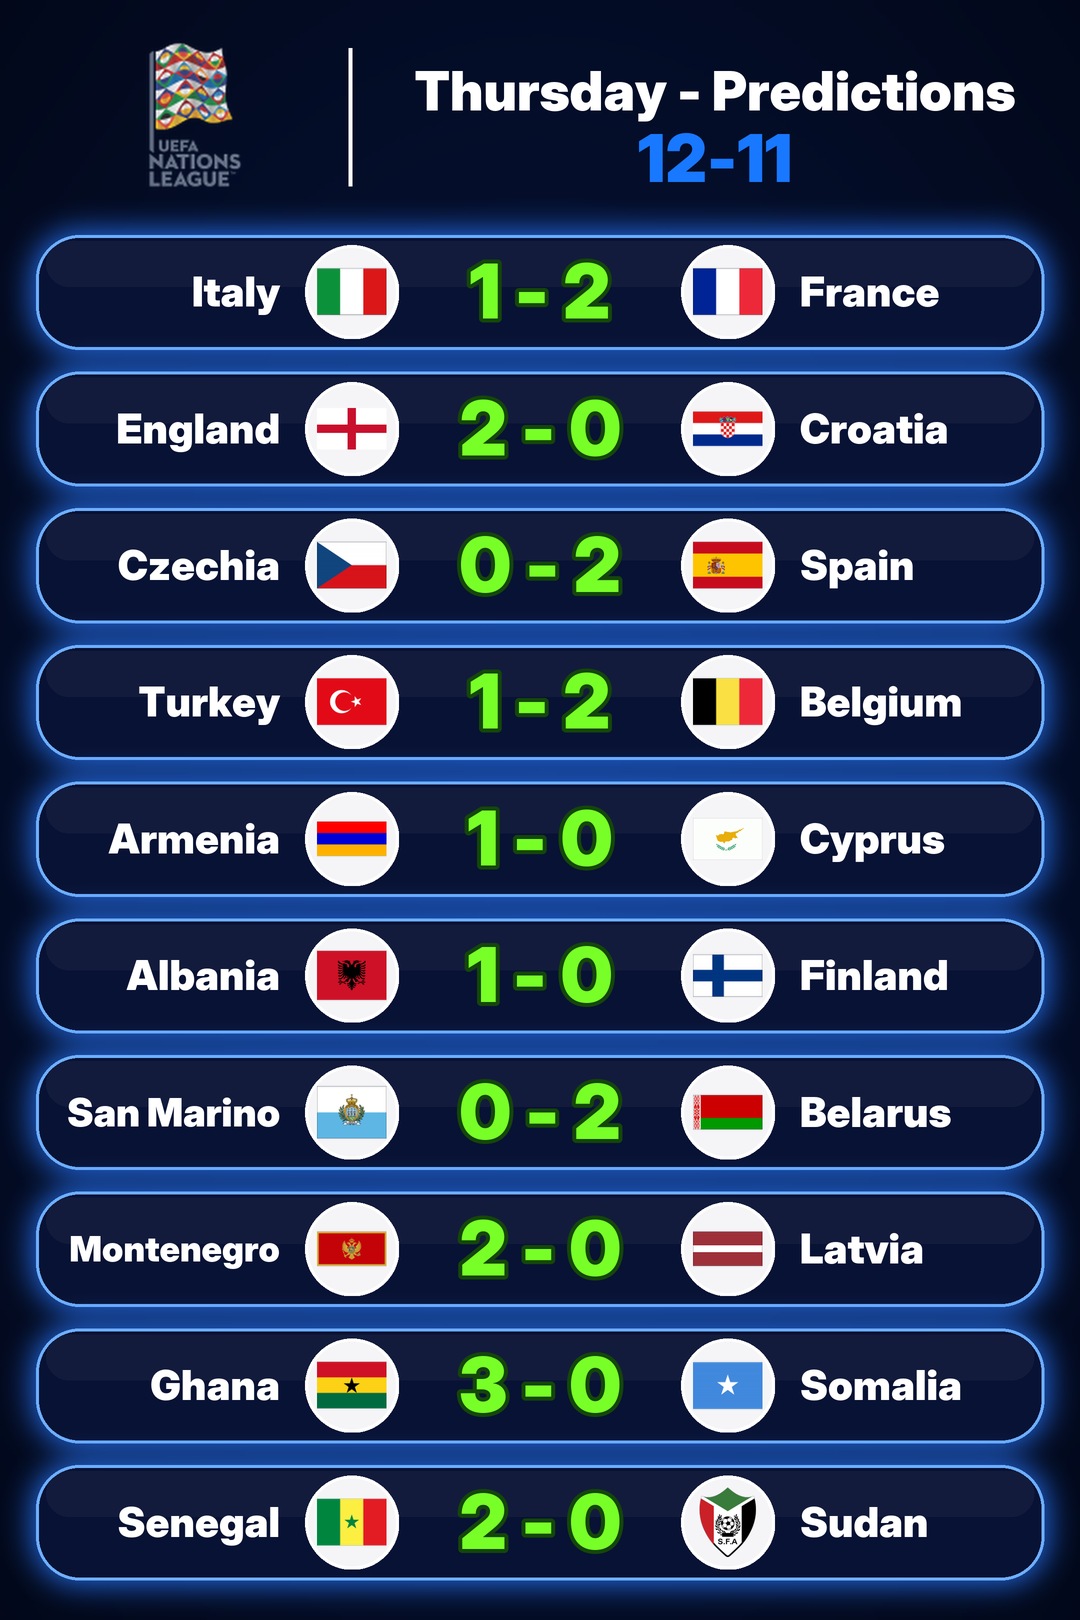 UEFA
NATIONS
LEAGUE™
Thursday - Predictions
12-11
Italy 1 - 2 France
England 2 - 0 Croatia
Czechia 0 - 2 Spain
Turkey 1 - 2 Belgium
Armenia 1 - 0 Cyprus
Albania 1 - 0 Finland
San Marino 0 - 2 Belarus
Montenegro 2 - 0 Latvia
Ghana 3 - 0 Somalia
Senegal 2 - 0 Sudan
S.F.A